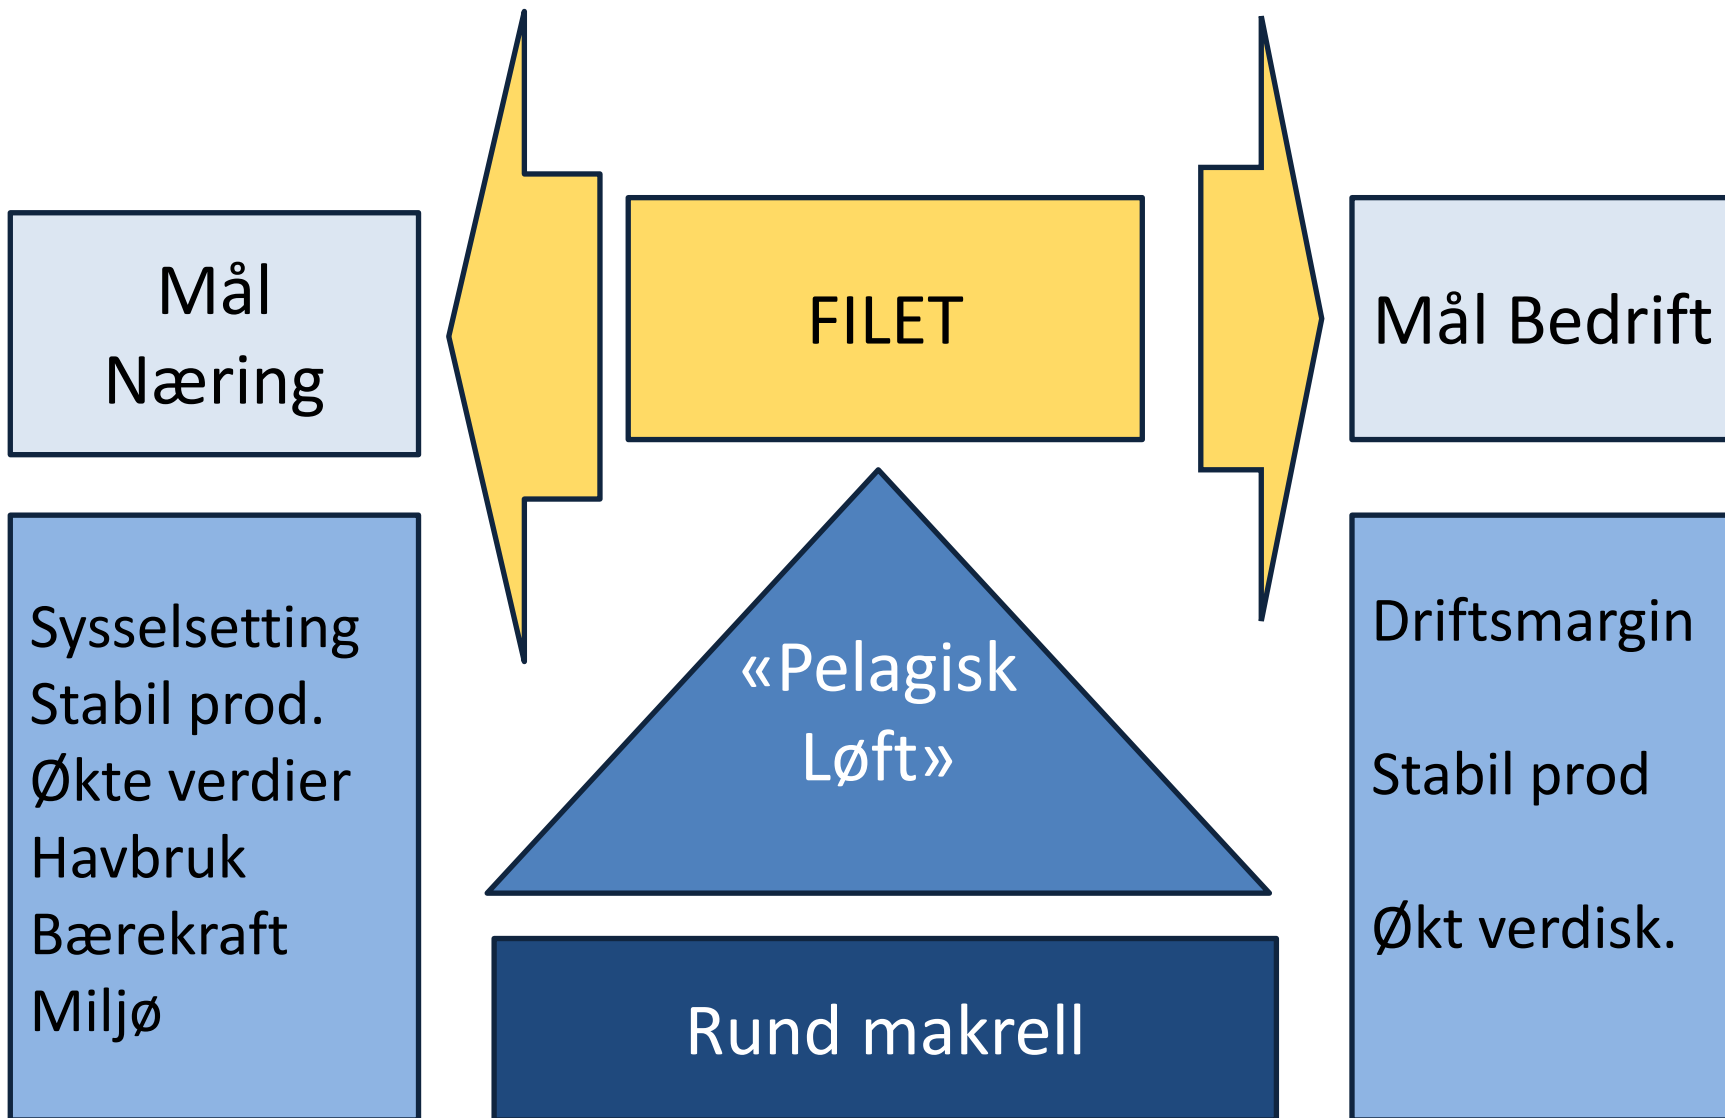 Mål
Næring
FILET
Mål Bedrift
Sysselsetting
Stabil prod.
Økte verdier
Havbruk
Bærekraft
Miljø
«Pelagisk
Løft»
Rund makrell
Driftsmargin
Stabil prod
Økt verdisk.